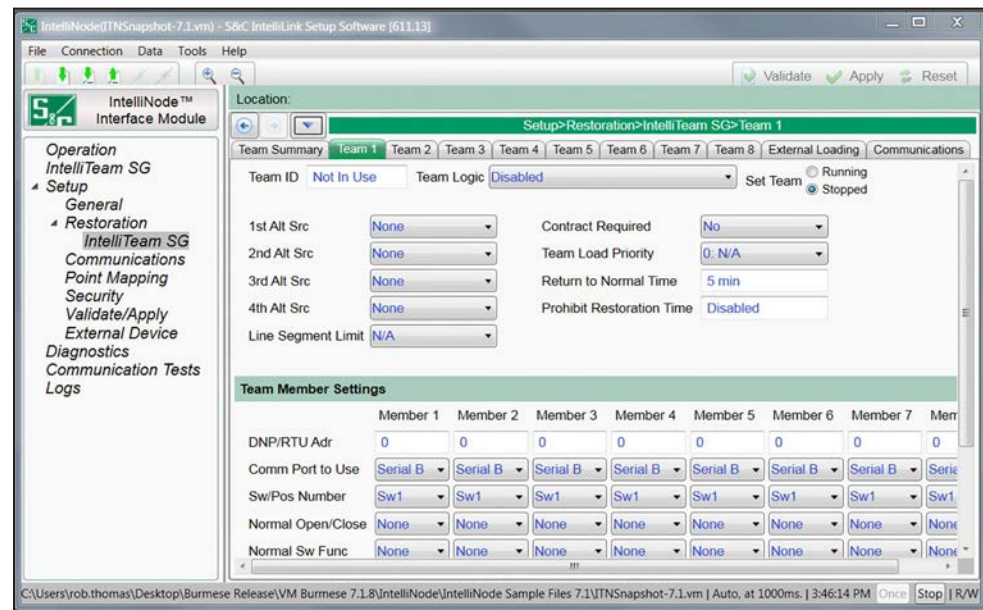 IntelliNode(ITNSnapshot-7.1.vm) - S&C IntelliLink Setup Software [611.13]
File Connection Data Tools Help
Validate Apply Reset
S&C
IntelliNode™
Interface Module
Location:
Setup>Restoration>IntelliTeam SG>Team 1
Operation
IntelliTeam SG
Setup
General
Restoration
IntelliTeam SG
Communications
Point Mapping
Security
Validate/Apply
External Device
Diagnostics
Communication Tests
Logs
Team Summary Team 1 Team 2 Team 3 Team 4 Team 5 Team 6 Team 7 Team 8 External Loading Communications
Team ID Not In Use Team Logic Disabled Set Team Running
Stopped
1st Alt Src None Contract Required No
2nd Alt Src None Team Load Priority 0: N/A
3rd Alt Src None Return to Normal Time 5 min
4th Alt Src None Prohibit Restoration Time Disabled
Line Segment Limit N/A
Team Member Settings
Member 1 Member 2 Member 3 Member 4 Member 5 Member 6 Member 7 Mem
DNP/RTU Adr 0 0 0 0 0 0 0 0
Comm Port to Use Serial B Serial B Serial B Serial B Serial B Serial B Serial B Seria
Sw/Pos Number Sw1 Sw1 Sw1 Sw1 Sw1 Sw1 Sw1 Sw1
Normal Open/Close None None None None None None None None
Normal Sw Func None None None None None None None None
C:\Users\rob.thomas\Desktop\Burmese Release\VM Burmese 7.1.8\IntelliNode\IntelliNode Sample Files 7.1\ITNSnapshot-7.1.vm | Auto, at 1000ms. | 3:46:14 PM Once Stop | R/W